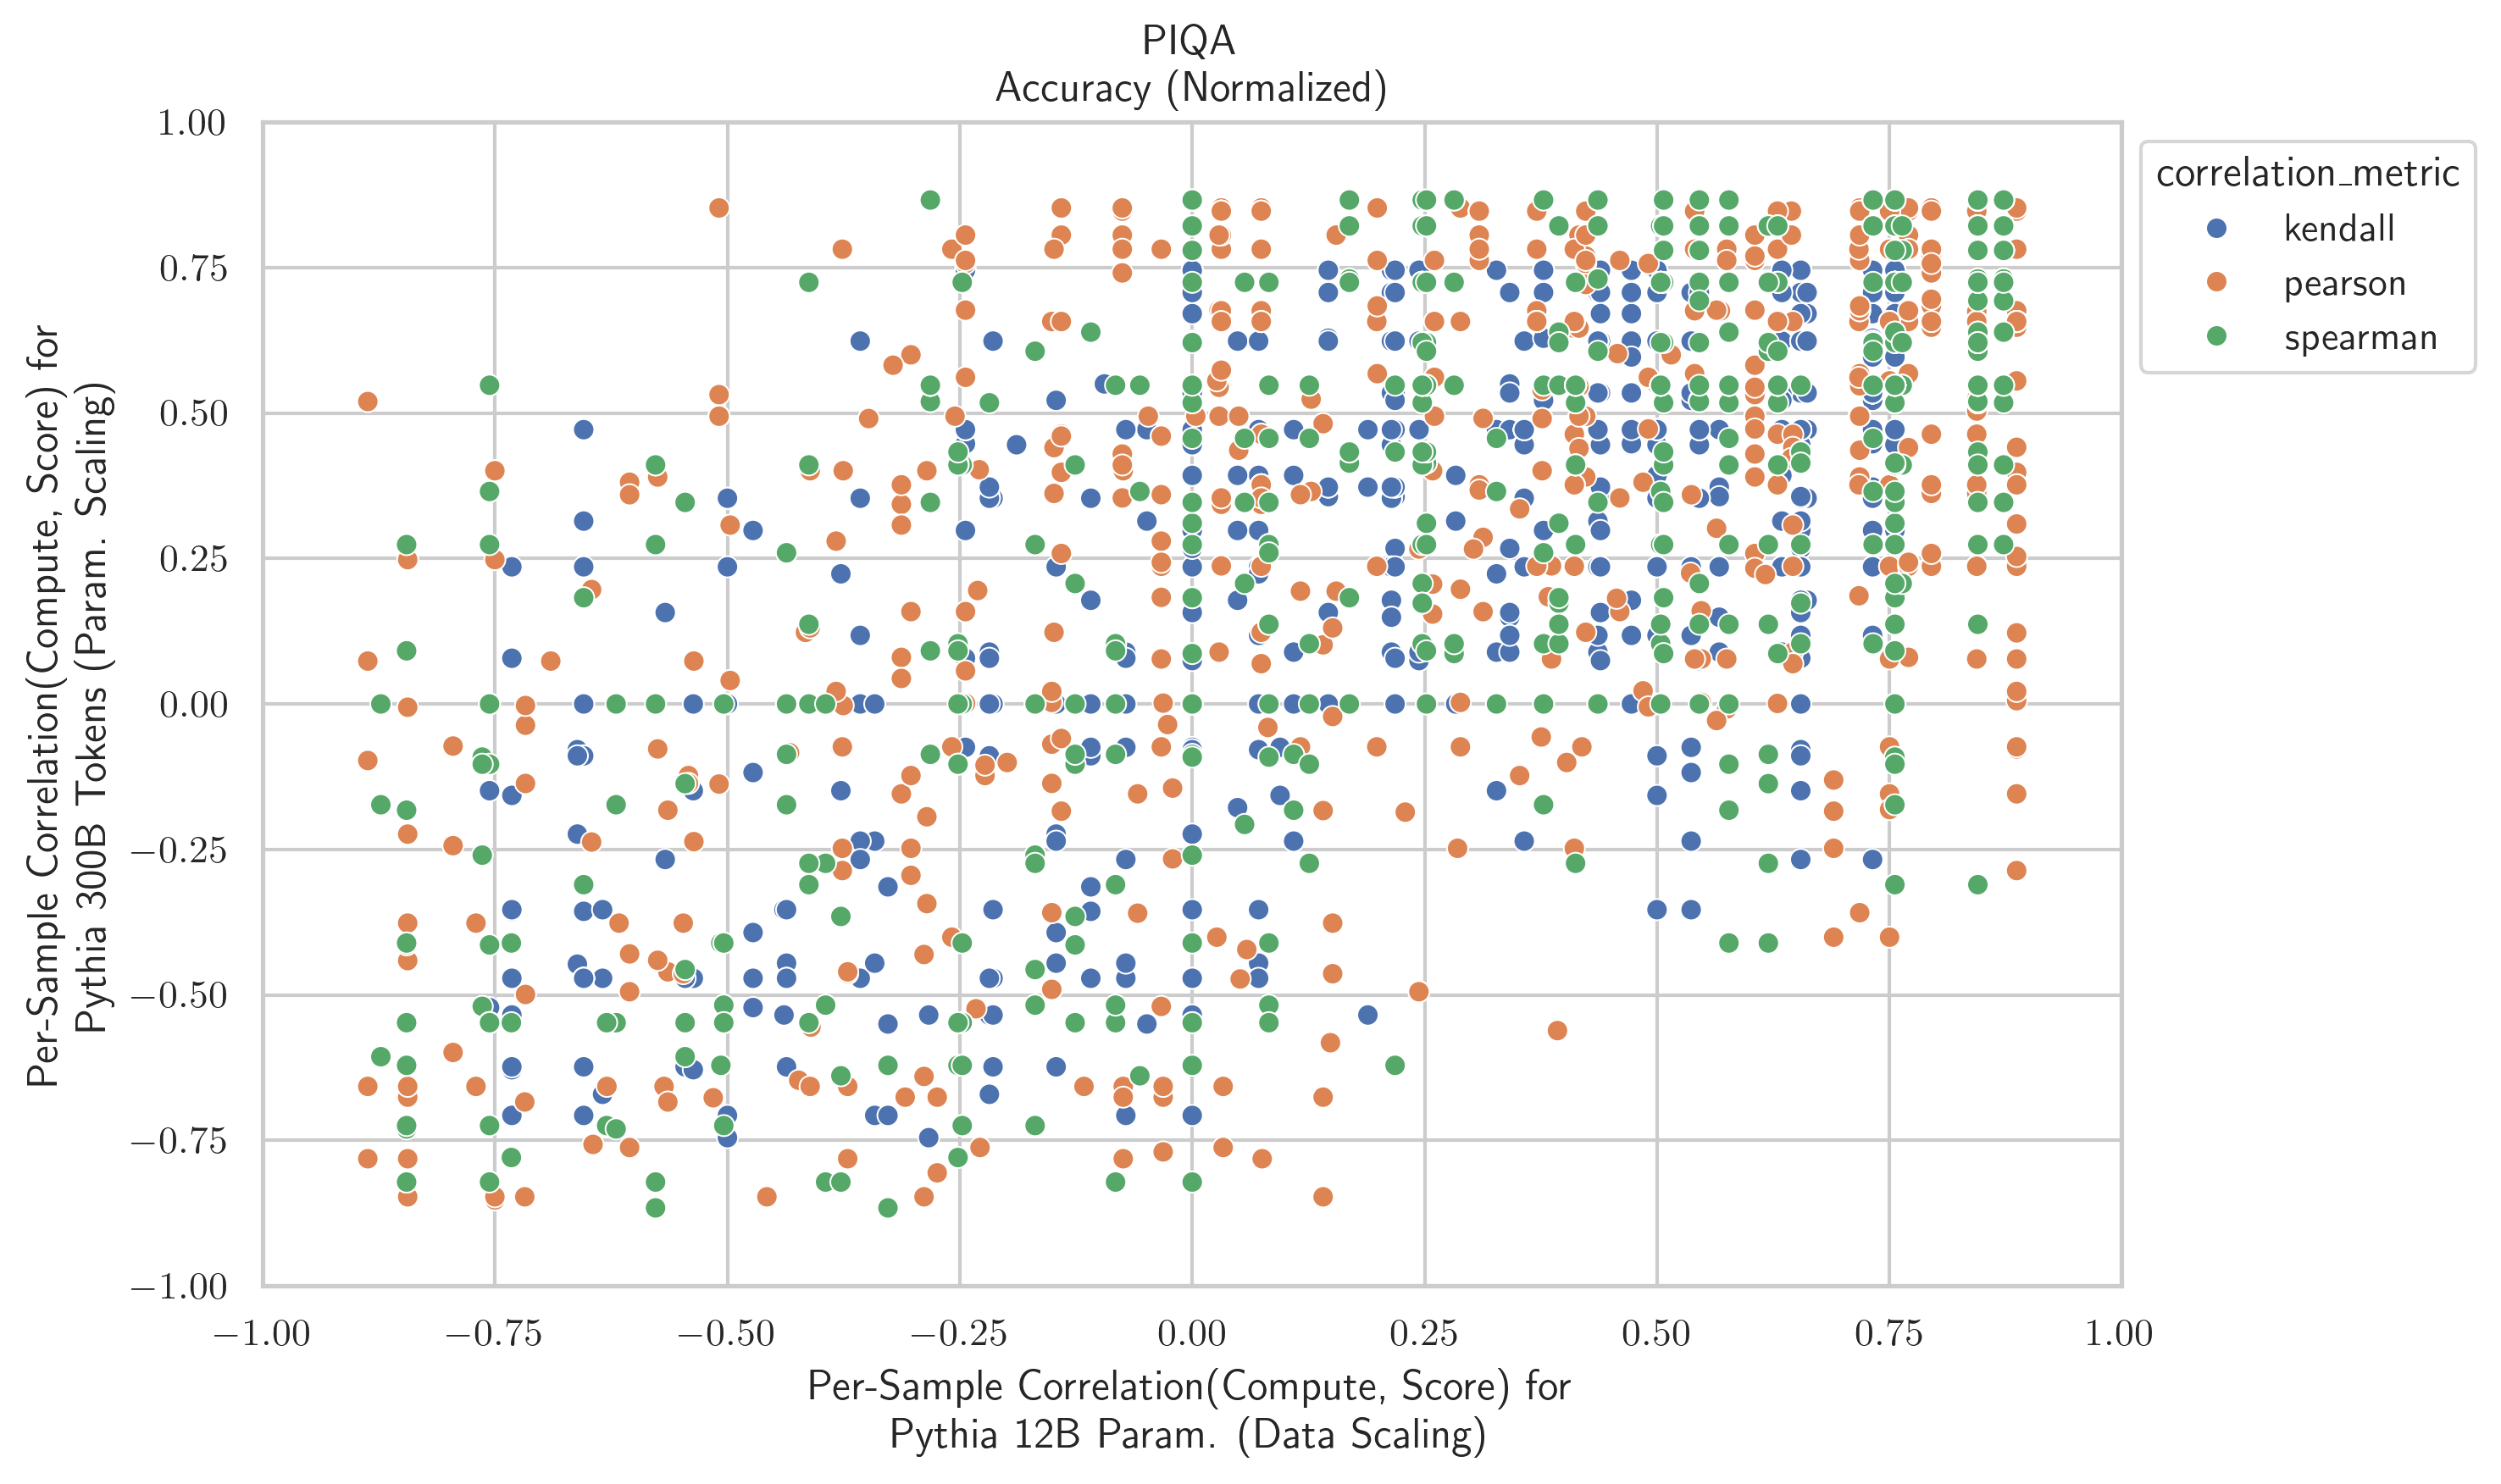 PIQA
Accuracy (Normalized)
Per-Sample Correlation(Compute, Score) for
Pythia 300B Tokens (Param. Scaling)
1.00
0.75
0.50
0.25
0.00
−0.25
−0.50
−0.75
−1.00
−1.00
−0.75
−0.50
−0.25
0.00
0.25
0.50
0.75
1.00
Per-Sample Correlation(Compute, Score) for
Pythia 12B Param. (Data Scaling)
correlation_metric
kendall
pearson
spearman